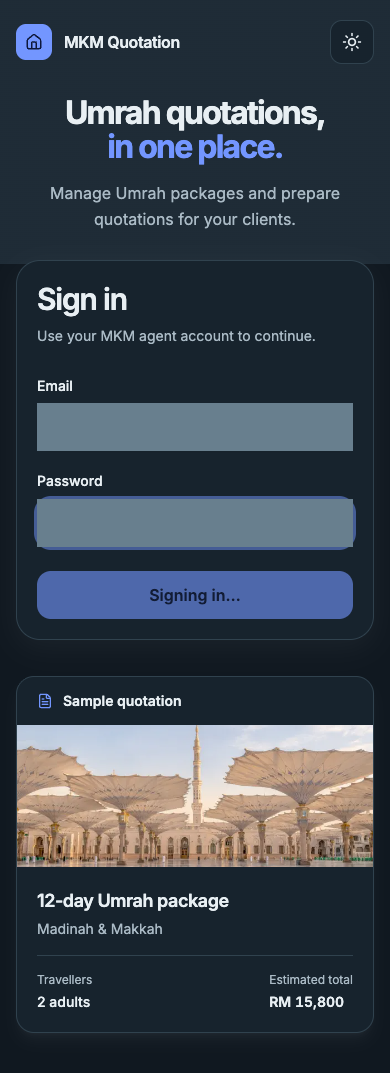 MKM Quotation
Umrah quotations,
in one place.
Manage Umrah packages and prepare
quotations for your clients.
Sign in
Use your MKM agent account to continue.
Email
Password
Signing in...
Sample quotation
12-day Umrah package
Madinah & Makkah
Travellers
Estimated total
2 adults
RM 15,800